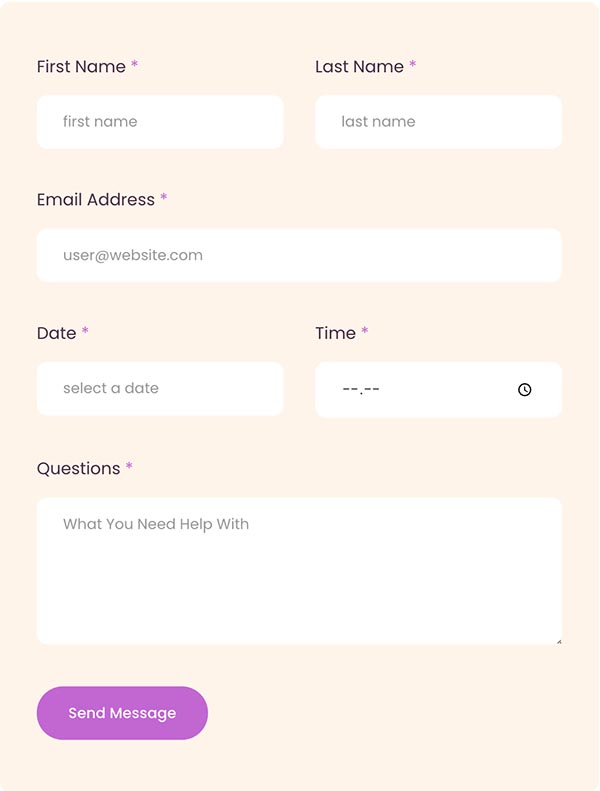 First Name * Last Name *
first name last name
Email Address *
user@website.com
Date * Time *
select a date --.--
Questions *
What You Need Help With
Send Message